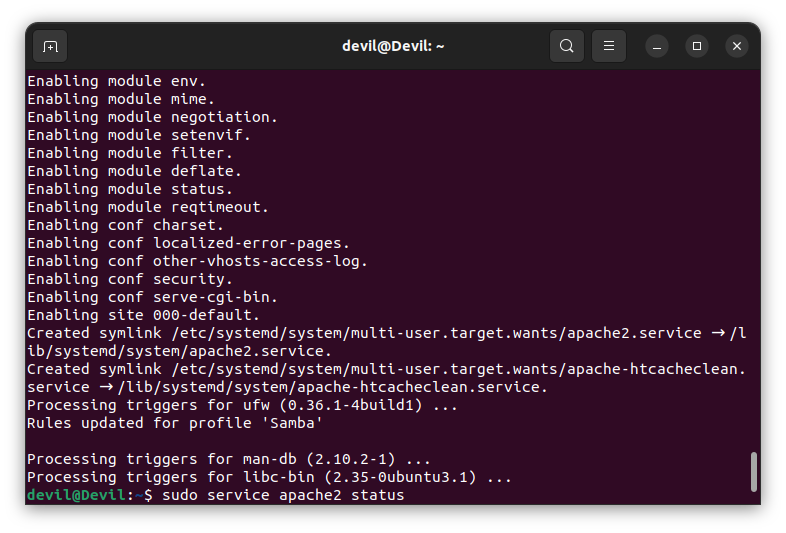 devil@Devil: ~
Enabling module env.
Enabling module mime.
Enabling module negotiation.
Enabling module setenvif.
Enabling module filter.
Enabling module deflate.
Enabling module status.
Enabling module reqtimeout.
Enabling conf charset.
Enabling conf localized-error-pages.
Enabling conf other-vhosts-access-log.
Enabling conf security.
Enabling conf serve-cgi-bin.
Enabling site 000-default.
Created symlink /etc/systemd/system/multi-user.target.wants/apache2.service → /l
ib/systemd/system/apache2.service.
Created symlink /etc/systemd/system/multi-user.target.wants/apache-htcacheclean.
service → /lib/systemd/system/apache-htcacheclean.service.
Processing triggers for ufw (0.36.1-4build1) ...
Rules updated for profile 'Samba'
Processing triggers for man-db (2.10.2-1) ...
Processing triggers for libc-bin (2.35-0ubuntu3.1) ...
devil@Devil:~$ sudo service apache2 status